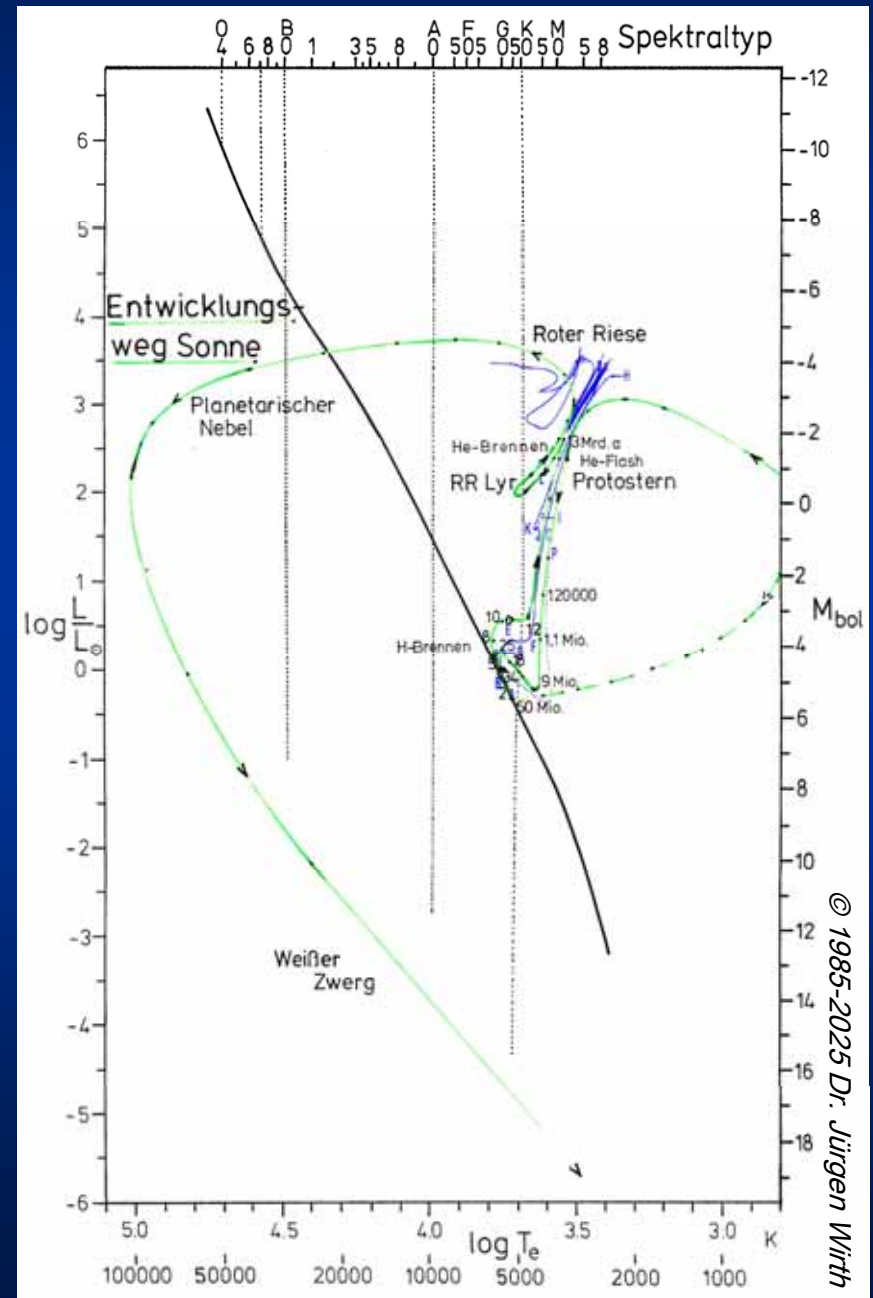 O B A F G K M Spektraltyp
4 6 8 0 1 3 5 8 0 5 0 5 0 5 0 5 0 5 8
6
5
4
3
2
1
0
-1
-2
-3
-4
-5
-6
log L/L☉
-12
-10
-8
-6
-4
-2
0
2
4
6
8
10
12
14
16
18
M bol
Entwicklungs-
weg Sonne
Roter Riese
Planetarischer
Nebel
He-Brennen
13 Mrd. a
He-Flash
RR Lyr
Protostern
120000
10
12
1,1 Mio.
H-Brennen
9 Mio.
50 Mio.
Weißer
Zwerg
5.0 4.5 4.0 3.5 3.0 K
log Te
100000 50000 20000 10000 5000 2000 1000
© 1985-2025 Dr. Jürgen Wirth